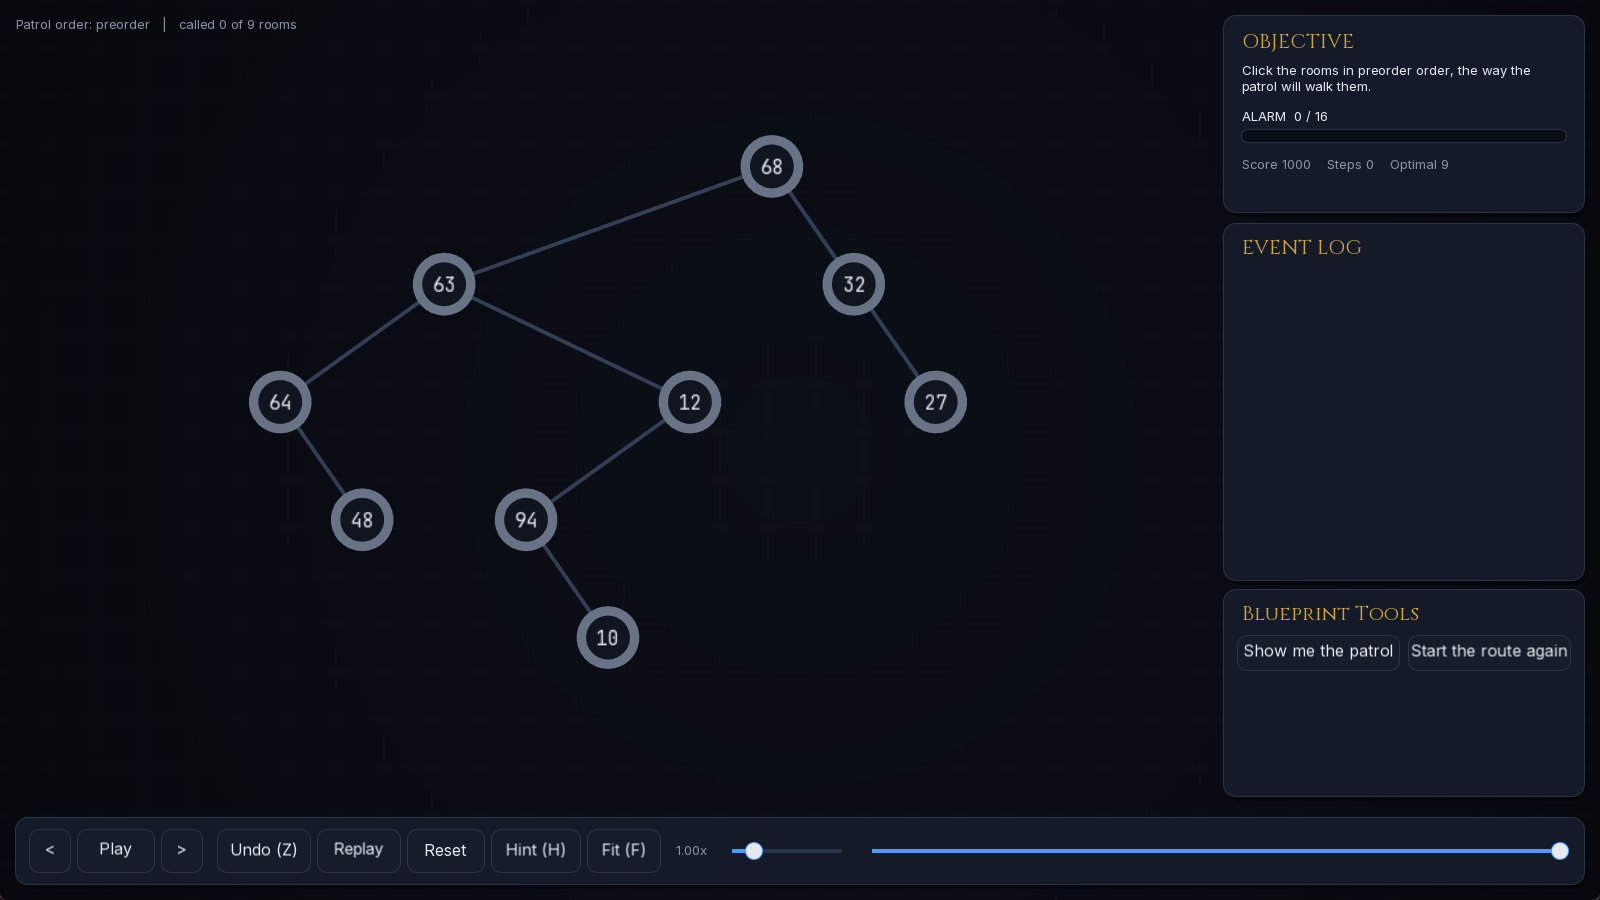 Patrol order: preorder | called 0 of 9 rooms
68
63
32
64
12
27
48
94
10
OBJECTIVE
Click the rooms in preorder order, the way the
patrol will walk them.
ALARM 0 / 16
Score 1000 Steps 0 Optimal 9
EVENT LOG
Blueprint Tools
Show me the patrol Start the route again
< Play > Undo (Z) Replay Reset Hint (H) Fit (F) 1.00x